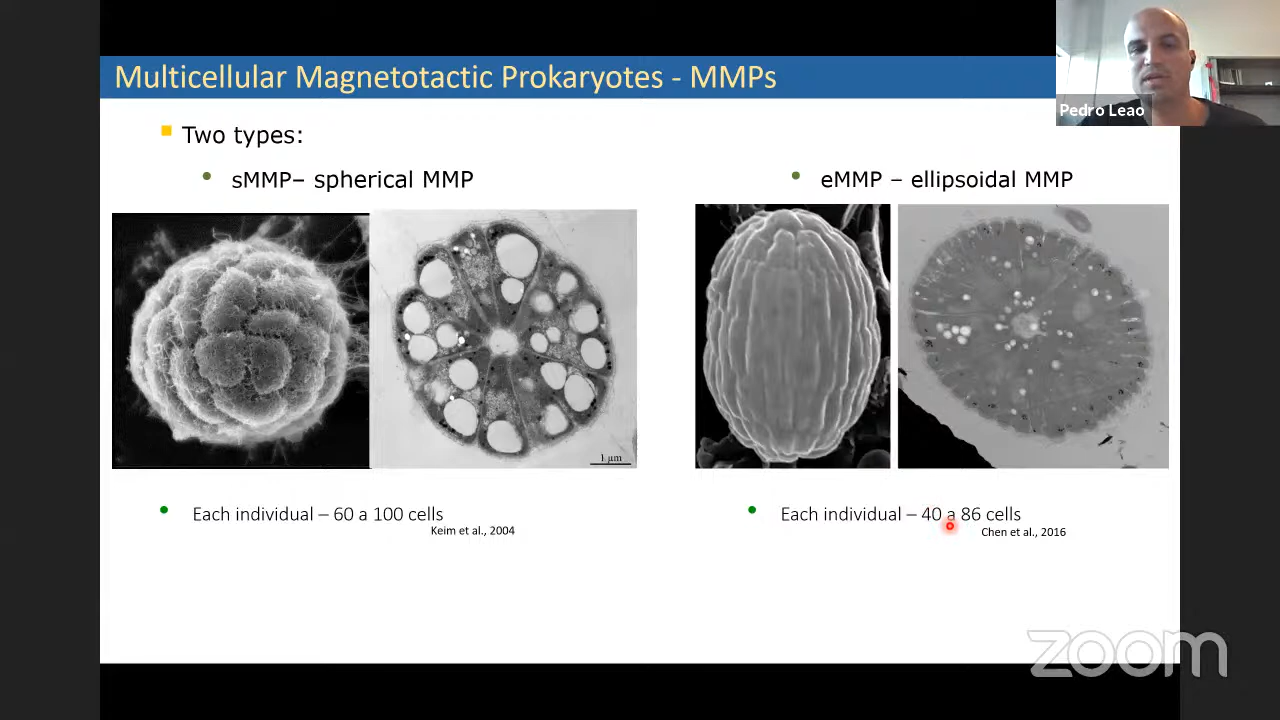 Multicellular Magnetotactic Prokaryotes - MMPs
Pedro Leao
Two types:
sMMP– spherical MMP
eMMP – ellipsoidal MMP
1 µm
Each individual – 60 a 100 cells
Keim et al., 2004
Each individual – 40 a 86 cells
Chen et al., 2016
zoom